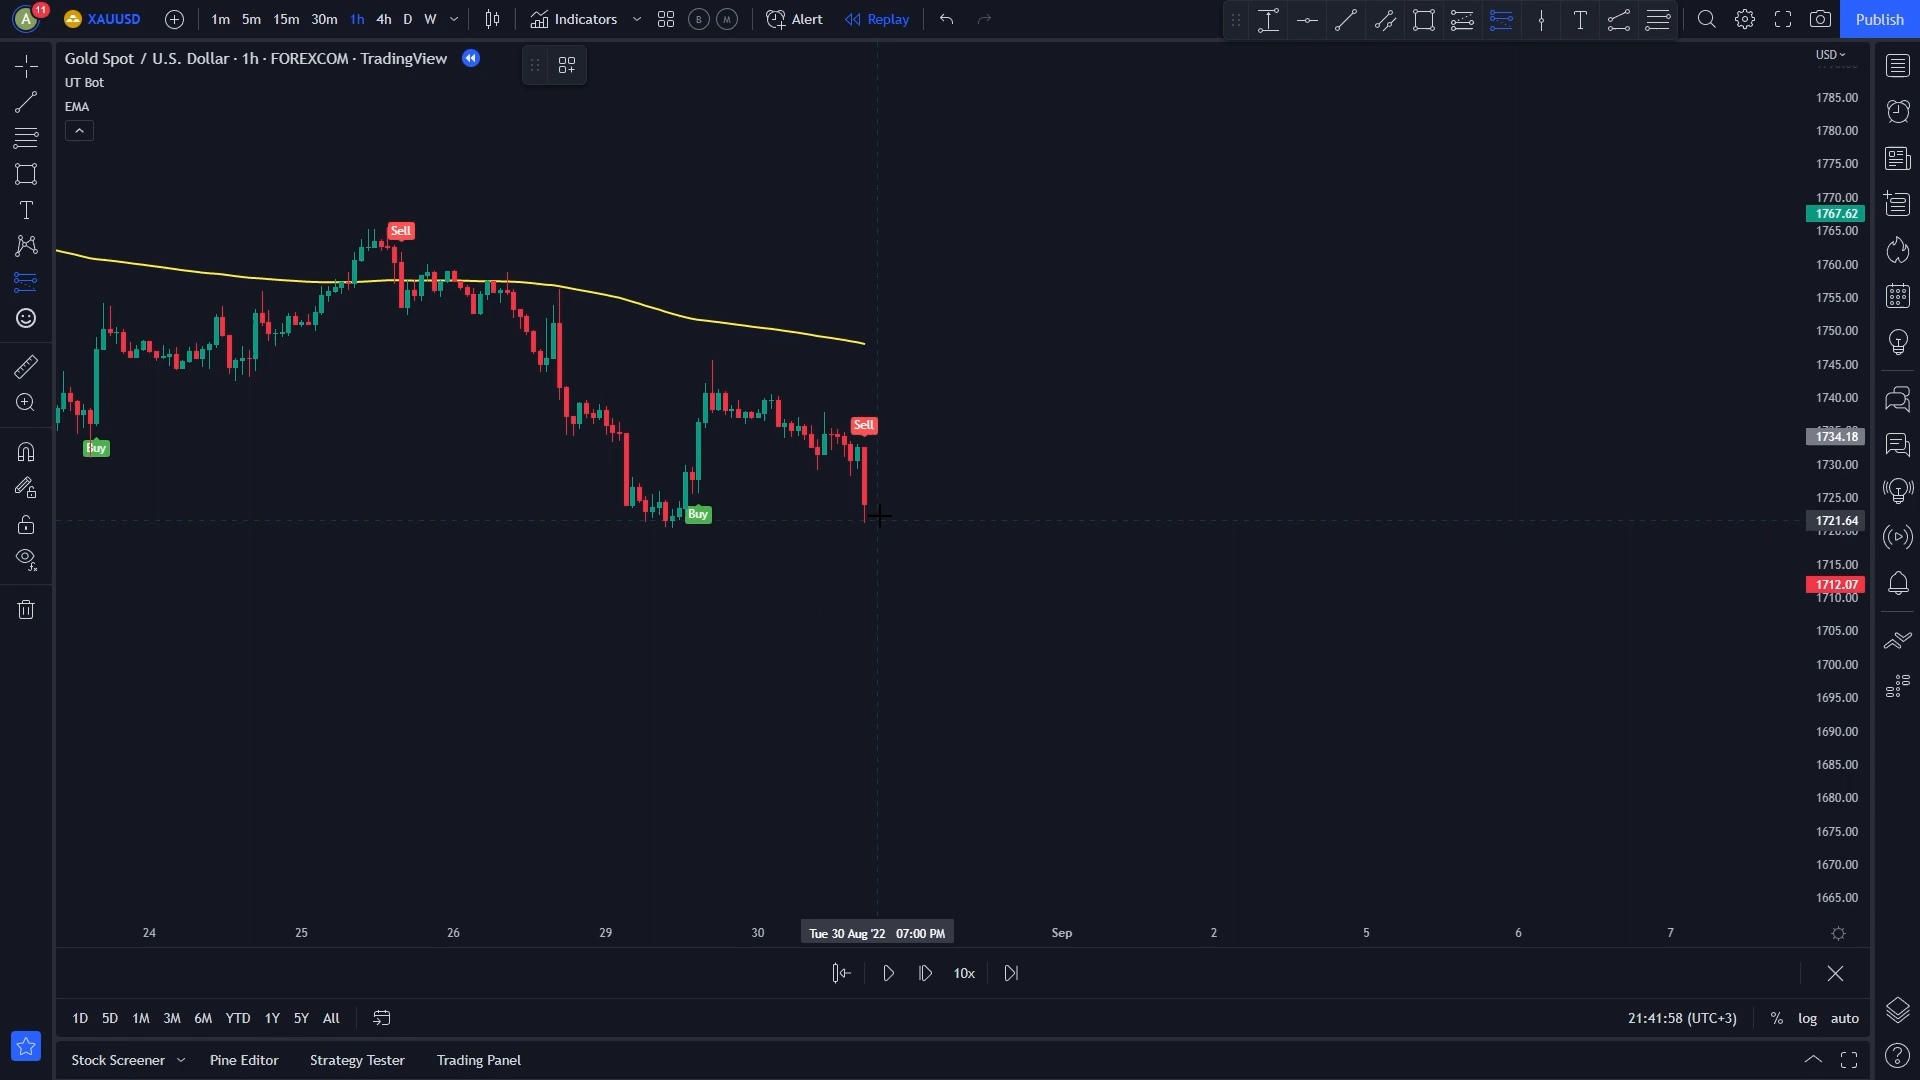 A 11 XAUUSD 1m 5m 15m 30m 1h 4h D W Indicators B M Alert Replay T Publish
Gold Spot / U.S. Dollar · 1h · FOREXCOM · TradingView
USD
UT Bot
EMA
1785.00
1780.00
1775.00
1770.00
1767.62
1765.00
1760.00
1755.00
1750.00
1745.00
1740.00
1734.18
1730.00
1725.00
1721.64
1720.00
1715.00
1712.07
1710.00
1705.00
1700.00
1695.00
1690.00
1685.00
1680.00
1675.00
1670.00
1665.00
Sell
Buy
Sell
Buy
24 25 26 29 30 Tue 30 Aug '22 07:00 PM Sep 2 5 6 7
10x
1D 5D 1M 3M 6M YTD 1Y 5Y All 21:41:58 (UTC+3) % log auto
Stock Screener Pine Editor Strategy Tester Trading Panel